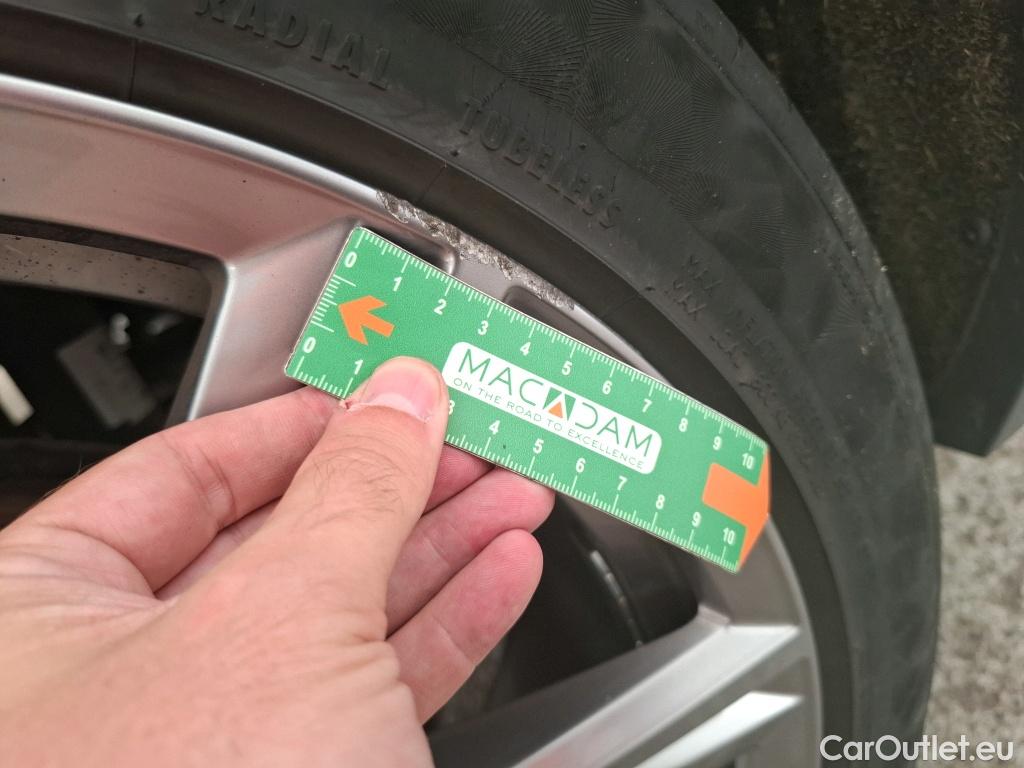 RADIAL
TUBELESS
0 1 2 3 4 5 6 7 8 9 10
MACADAM
ON THE ROAD TO EXCELLENCE
0 1 3 4 5 6 7 8 9 10
CarOutlet.eu